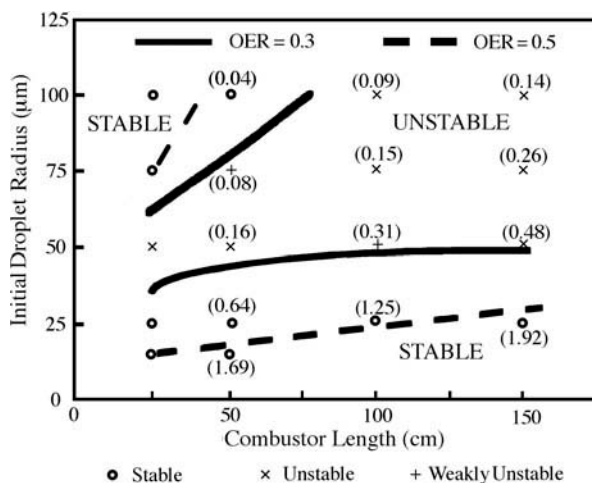 125
OER = 0.3 OER = 0.5
(0.04) (0.09) (0.14)
100
STABLE UNSTABLE
(0.15) (0.26)
75
(0.08)
(0.16) (0.31) (0.48)
50
(0.64) (1.25)
25
(1.69) STABLE (1.92)
0
0 50 100 150
Initial Droplet Radius (μm)
Combustor Length (cm)
Stable × Unstable + Weakly Unstable